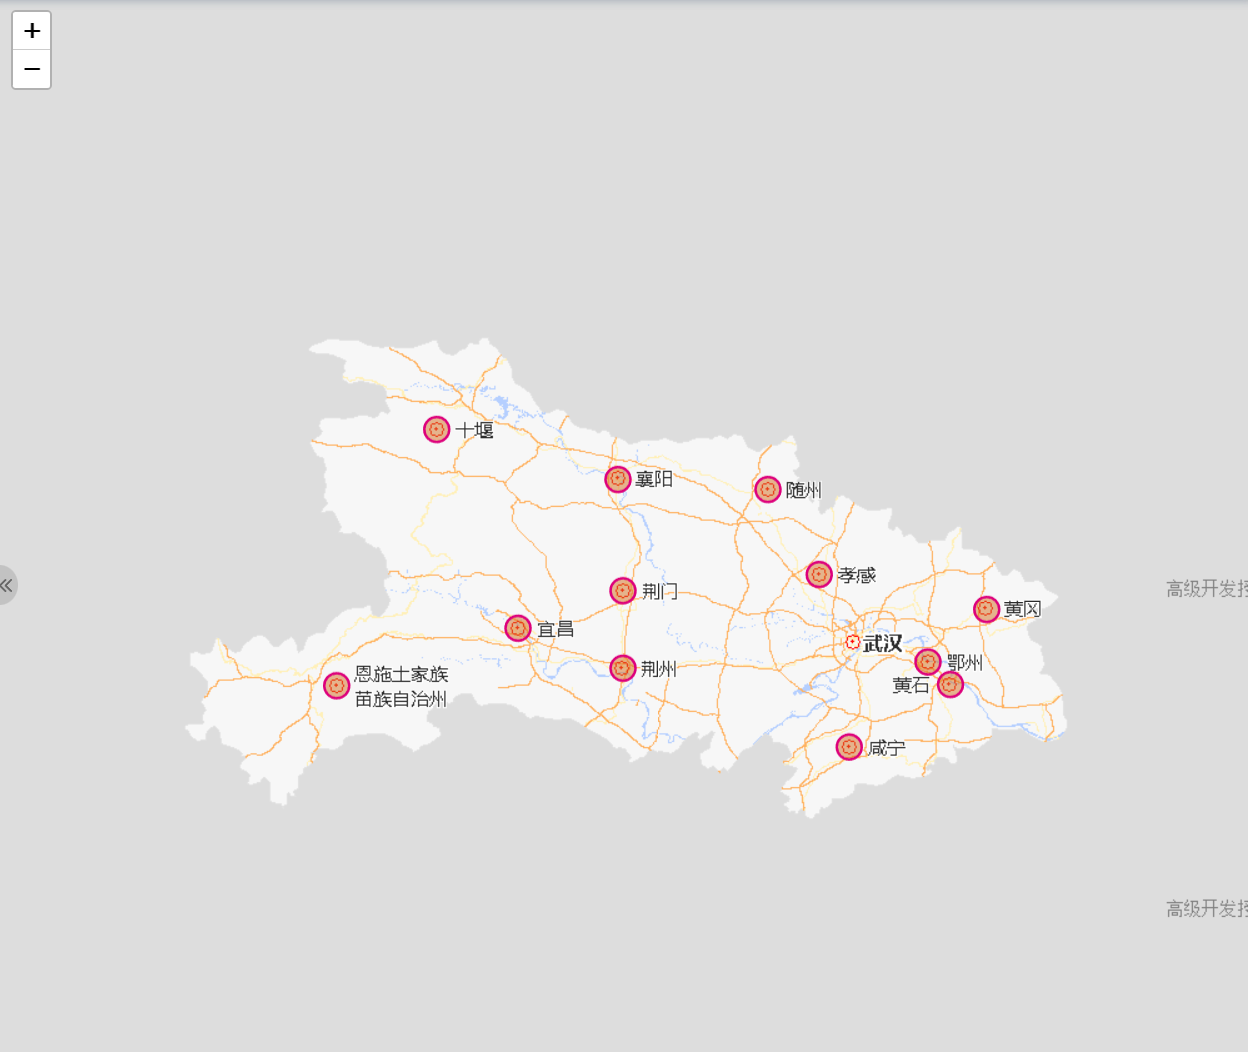 +
−
十堰
襄阳
随州
孝感
荆门
黄冈
宜昌
武汉
鄂州
荆州
恩施土家族
苗族自治州
黄石
咸宁
高级开发
高级开发